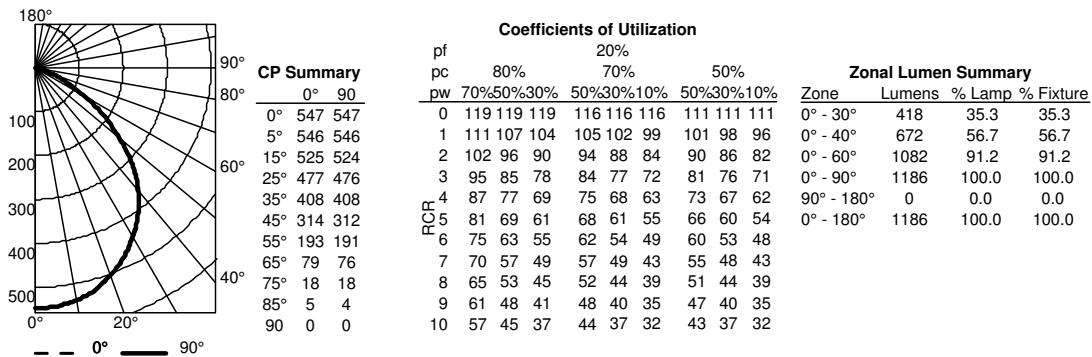 180°
90°
80°
60°
40°
100
200
300
400
500
0° 20°
0° 90°
CP Summary
0° 90
0° 547 547
5° 546 546
15° 525 524
25° 477 476
35° 408 408
45° 314 312
55° 193 191
65° 79 76
75° 18 18
85° 5 4
90 0 0
Coefficients of Utilization
pf 20%
pc 80% 70% 50%
pw 70%50%30% 50%30%10% 50%30%10%
RCR
0 119 119 119 116 116 116 111 111 111
1 111 107 104 105 102 99 101 98 96
2 102 96 90 94 88 84 90 86 82
3 95 85 78 84 77 72 81 76 71
4 87 77 69 75 68 63 73 67 62
5 81 69 61 68 61 55 66 60 54
6 75 63 55 62 54 49 60 53 48
7 70 57 49 57 49 43 55 48 43
8 65 53 45 52 44 39 51 44 39
9 61 48 41 48 40 35 47 40 35
10 57 45 37 44 37 32 43 37 32
Zonal Lumen Summary
Zone Lumens % Lamp % Fixture
0° - 30° 418 35.3 35.3
0° - 40° 672 56.7 56.7
0° - 60° 1082 91.2 91.2
0° - 90° 1186 100.0 100.0
90° - 180° 0 0.0 0.0
0° - 180° 1186 100.0 100.0